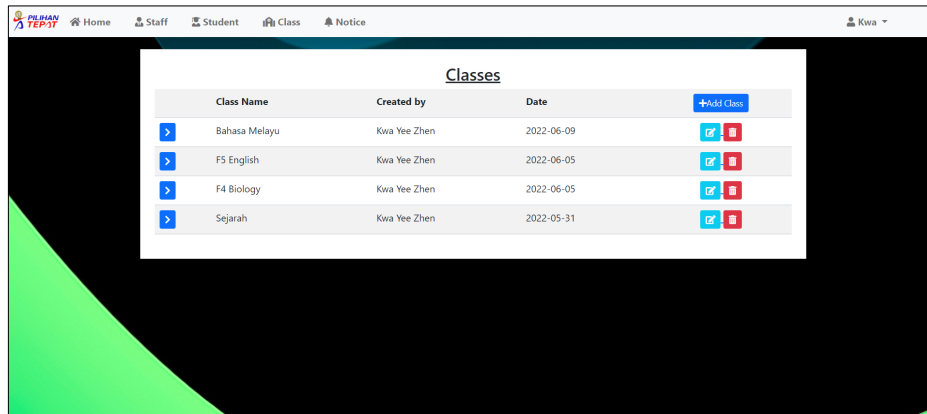 PILIHAN
TEPAT
Home Staff Student Class Notice Kwa
Classes
Class Name Created by Date +Add Class
Bahasa Melayu Kwa Yee Zhen 2022-06-09
F5 English Kwa Yee Zhen 2022-06-05
F4 Biology Kwa Yee Zhen 2022-06-05
Sejarah Kwa Yee Zhen 2022-05-31